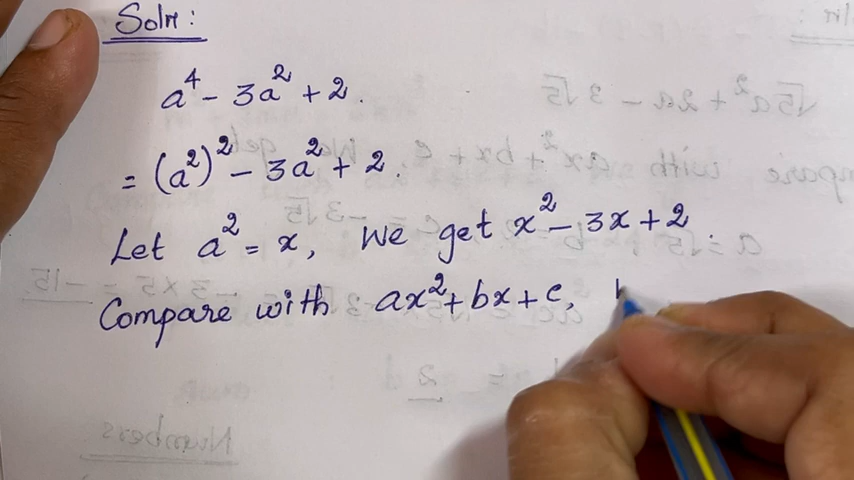 Soln:
a⁴ - 3a² + 2.
= (a²)² - 3a² + 2.
Let a² = x, We get x² - 3x + 2
Compare with ax² + bx + c,